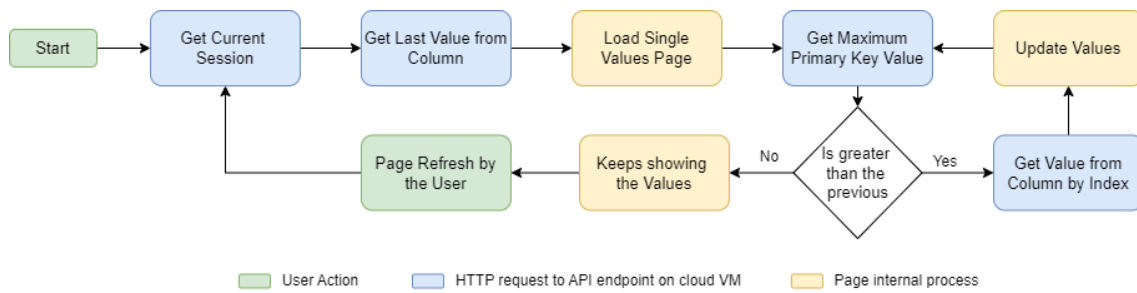 Start
Get Current
Session
Get Last Value from
Column
Load Single
Values Page
Get Maximum
Primary Key Value
Update Values
Page Refresh by
the User
Keeps showing
the Values
No
Is
greater
than the
previous
Yes
Get Value from
Column by Index
User Action
HTTP request to API endpoint on cloud VM
Page internal process